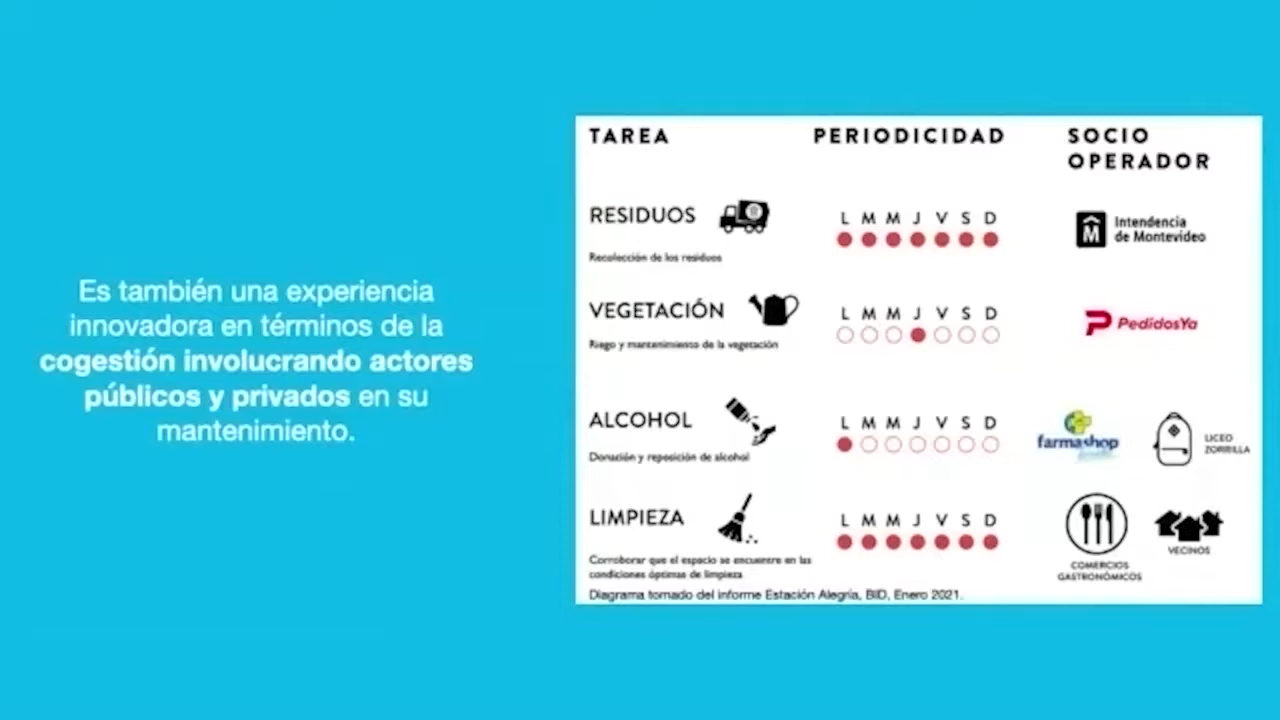 Es también una experiencia
innovadora en términos de la
cogestión involucrando actores
públicos y privados en su
mantenimiento.
TAREA
PERIODICIDAD
SOCIO
OPERADOR
RESIDUOS
L M M J V S D
Intendencia
de Montevideo
Recolección de los residuos
VEGETACIÓN
L M M J V S D
PedidosYa
Riego y mantenimiento de la vegetación
ALCOHOL
L M M J V S D
farmashop
LICEO
ZORRILLA
Donación y reposición de alcohol
LIMPIEZA
L M M J V S D
VECINOS
COMERCIOS
GASTRONÓMICOS
Corroborar que el espacio se encuentre en las
condiciones óptimas de limpieza
Diagrama tomado del informe Estación Alegría, BID, Enero 2021.